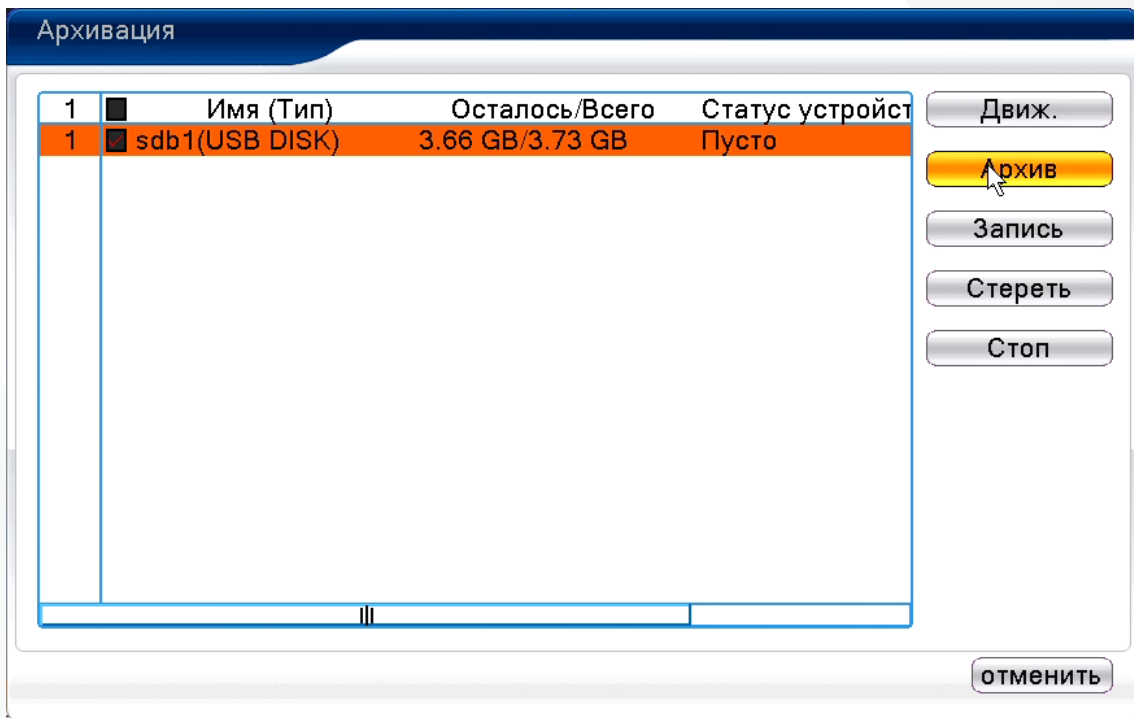 Архивация
1 Имя (Тип) Осталось/Всего Статус устройст
1 sdb1(USB DISK) 3.66 GB/3.73 GB Пусто
Движ.
Архив
Запись
Стереть
Стоп
отменить